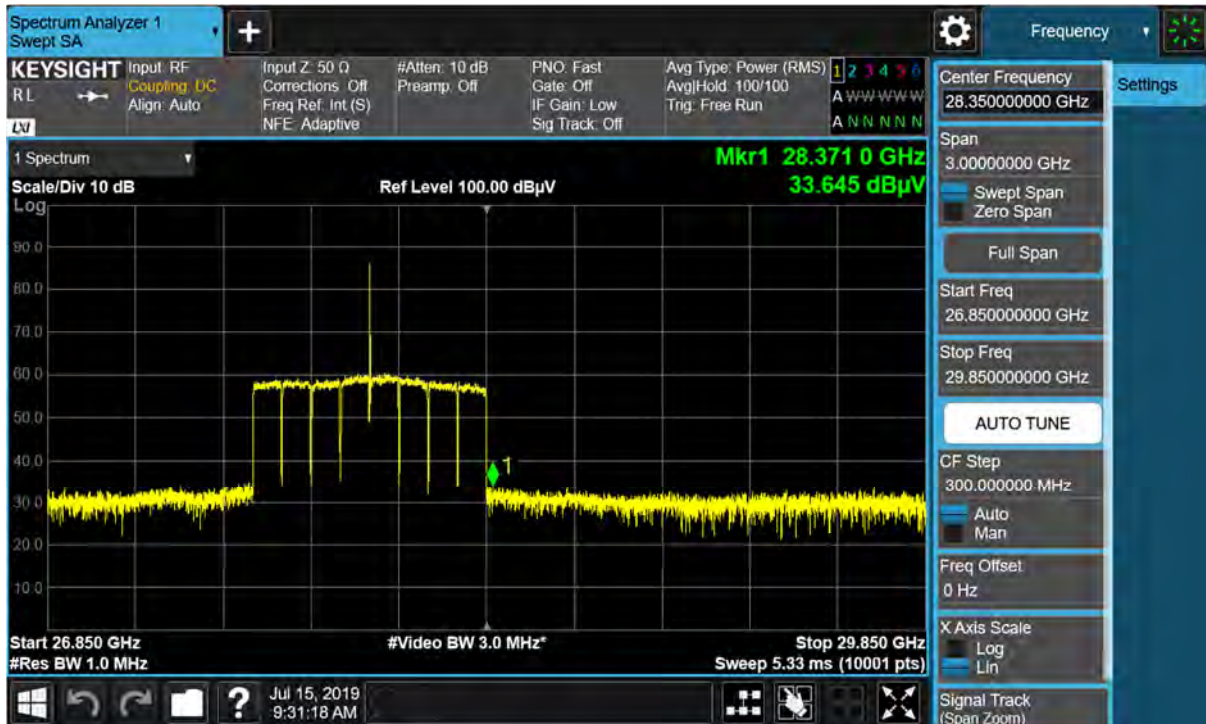 Spectrum Analyzer 1
Swept SA
+
Frequency
KEYSIGHT
RL
LXI
Input: RF
Coupling: DC
Align: Auto
Input Z: 50 Ω
Corrections: Off
Freq Ref: Int (S)
NFE: Adaptive
#Atten: 10 dB
Preamp: Off
PNO: Fast
Gate: Off
IF Gain: Low
Sig Track: Off
Avg Type: Power (RMS)
Avg|Hold: 100/100
Trig: Free Run
1 2 3 4 5 6
A W W W W W
A N N N N N
1 Spectrum
Scale/Div 10 dB
Ref Level 100.00 dBµV
Mkr1 28.371 0 GHz
33.645 dBµV
Log
90.0
80.0
70.0
60.0
50.0
40.0
30.0
20.0
10.0
1
Start 26.850 GHz
#Res BW 1.0 MHz
#Video BW 3.0 MHz*
Stop 29.850 GHz
Sweep 5.33 ms (10001 pts)
?
Jul 15, 2019
9:31:18 AM
Center Frequency
28.350000000 GHz
Span
3.00000000 GHz
Swept Span
Zero Span
Full Span
Start Freq
26.850000000 GHz
Stop Freq
29.850000000 GHz
AUTO TUNE
CF Step
300.000000 MHz
Auto
Man
Freq Offset
0 Hz
X Axis Scale
Log
Lin
Signal Track
(Span Zoom)
Settings